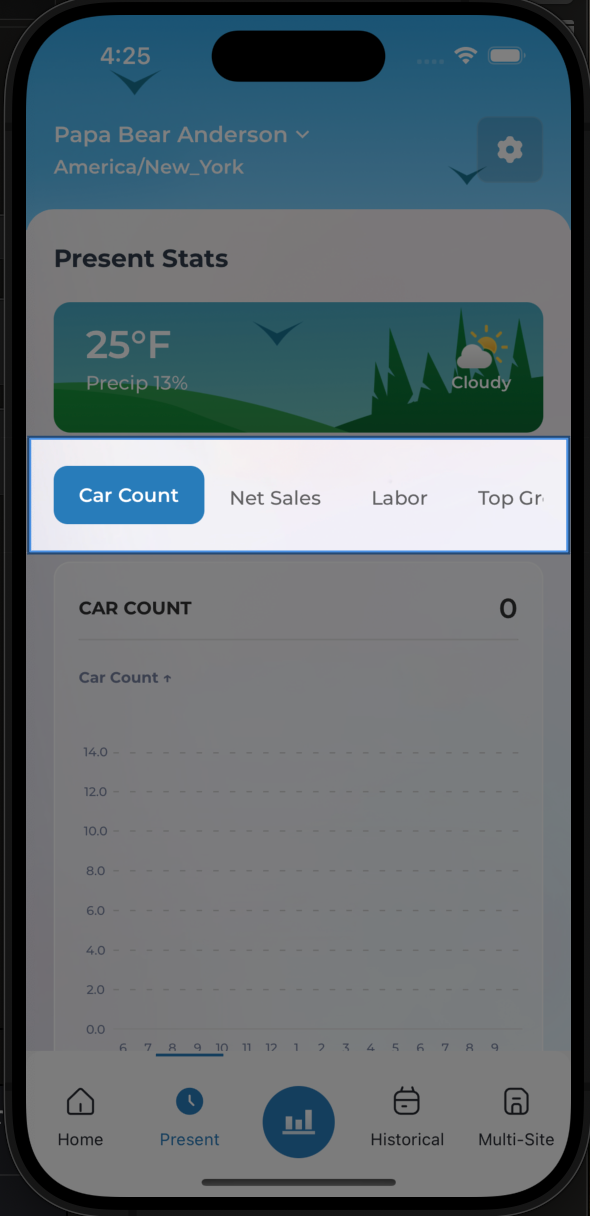 4:25
Papa Bear Anderson
America/New_York
Present Stats
25°F
Precip 13%
Cloudy
Car Count Net Sales Labor Top Gr
CAR COUNT 0
Car Count ↑
14.0
12.0
10.0
8.0
6.0
4.0
2.0
0.0
6 7 8 9 10 11 12 1 2 3 4 5 6 7 8 9
Home Present Historical Multi-Site